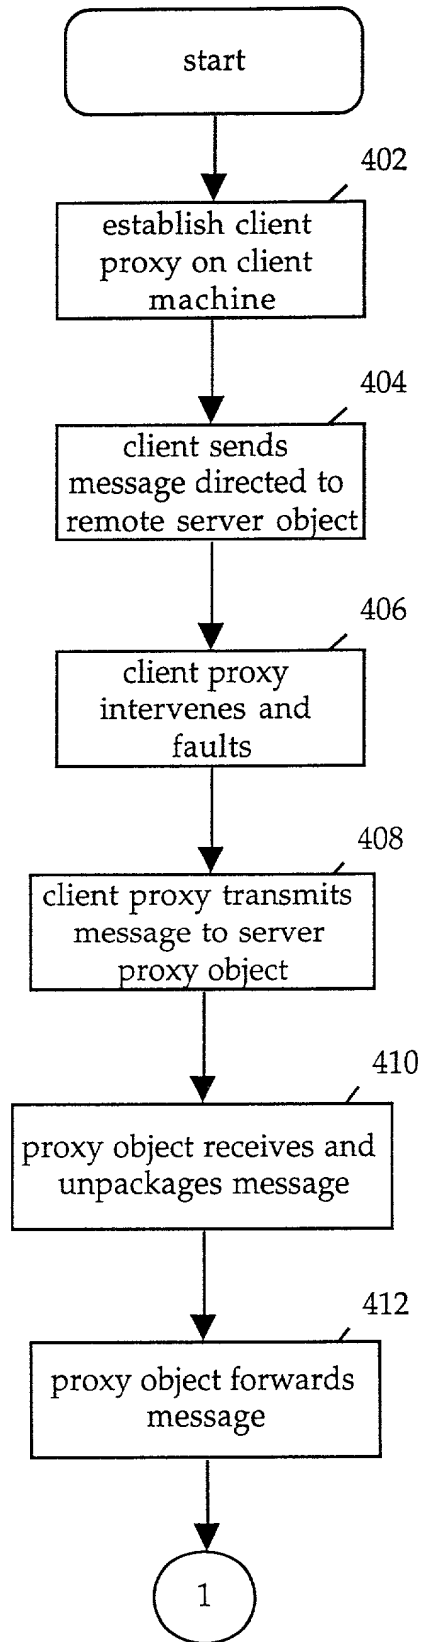 start
402
establish client
proxy on client
machine
404
client sends
message directed to
remote server object
406
client proxy
intervenes and
faults
408
client proxy transmits
message to server
proxy object
410
proxy object receives and
unpackages message
412
proxy object forwards
message
1